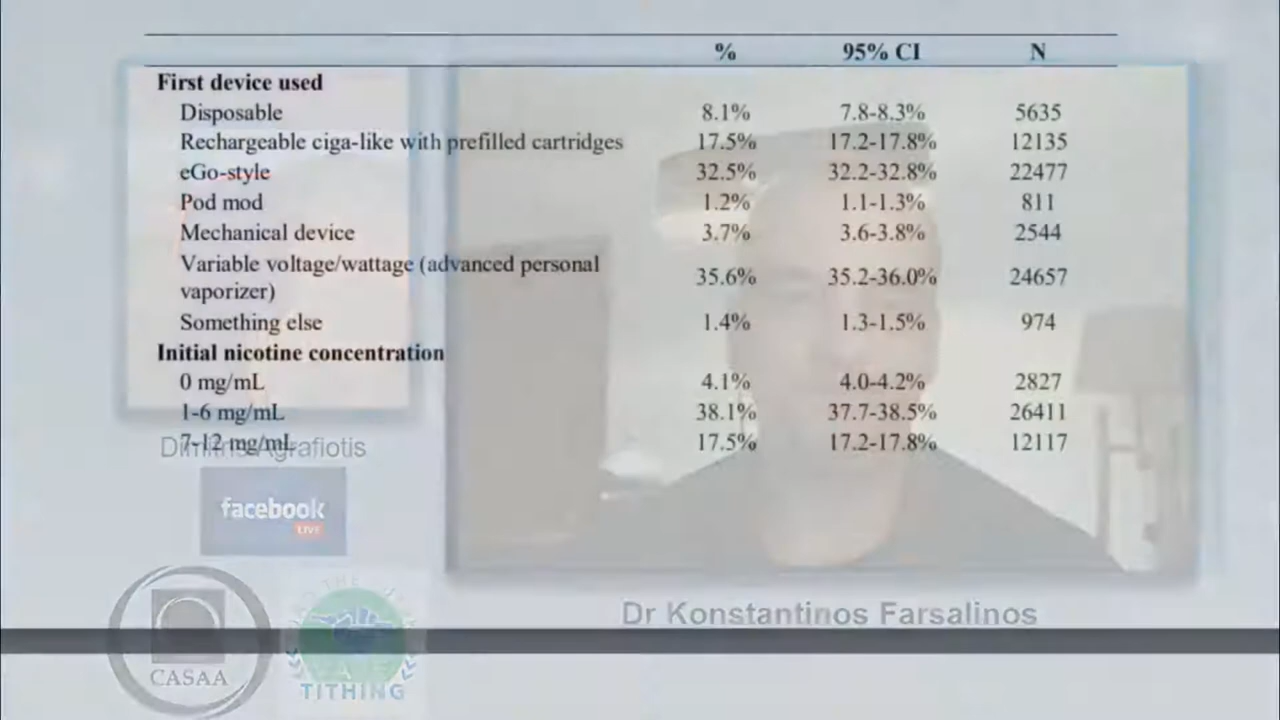 % 95% CI N
First device used
Disposable 8.1% 7.8-8.3% 5635
Rechargeable ciga-like with prefilled cartridges 17.5% 17.2-17.8% 12135
eGo-style 32.5% 32.2-32.8% 22477
Pod mod 1.2% 1.1-1.3% 811
Mechanical device 3.7% 3.6-3.8% 2544
Variable voltage/wattage (advanced personal
vaporizer) 35.6% 35.2-36.0% 24657
Something else 1.4% 1.3-1.5% 974
Initial nicotine concentration
0 mg/mL 4.1% 4.0-4.2% 2827
1-6 mg/mL 38.1% 37.7-38.5% 26411
7-12 mg/mL 17.5% 17.2-17.8% 12117
Agrafiotis
facebook
LIVE
Dr Konstantinos Farsalinos
THE
CASAA
TITHING